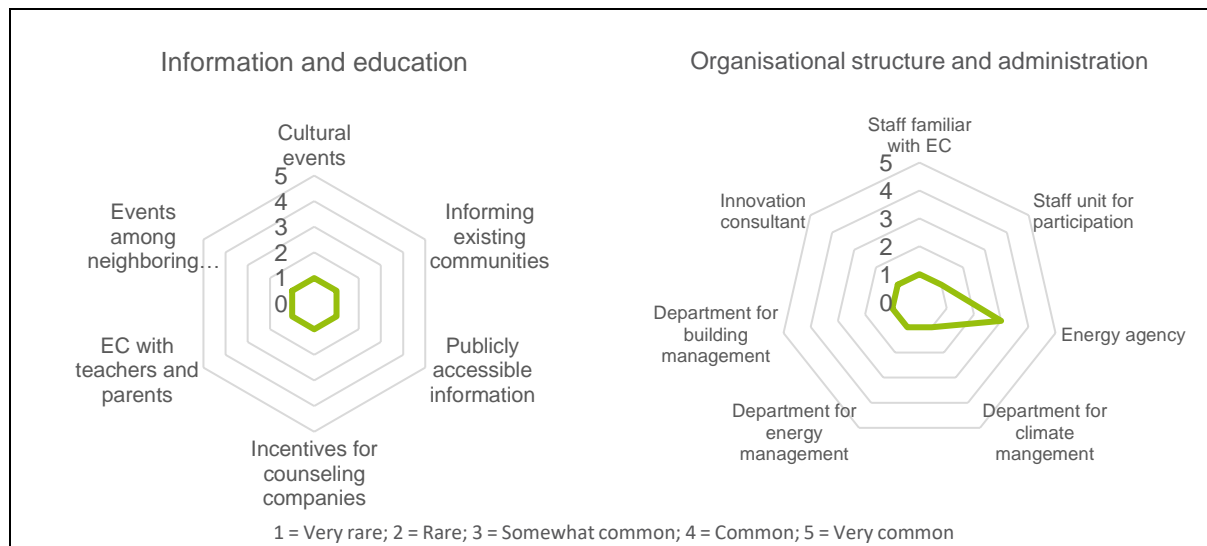 Information and education
Cultural
events
5
4
3
2
1
0
Informing
existing
communities
Publicly
accessible
information
Incentives for
counseling
companies
EC with
teachers and
parents
Events
among
neighboring…
Organisational structure and administration
Staff familiar
with EC
5
4
3
2
1
0
Staff unit for
participation
Energy agency
Department for
climate
mangement
Department for
energy
management
Department for
building
management
Innovation
consultant
1 = Very rare; 2 = Rare; 3 = Somewhat common; 4 = Common; 5 = Very common